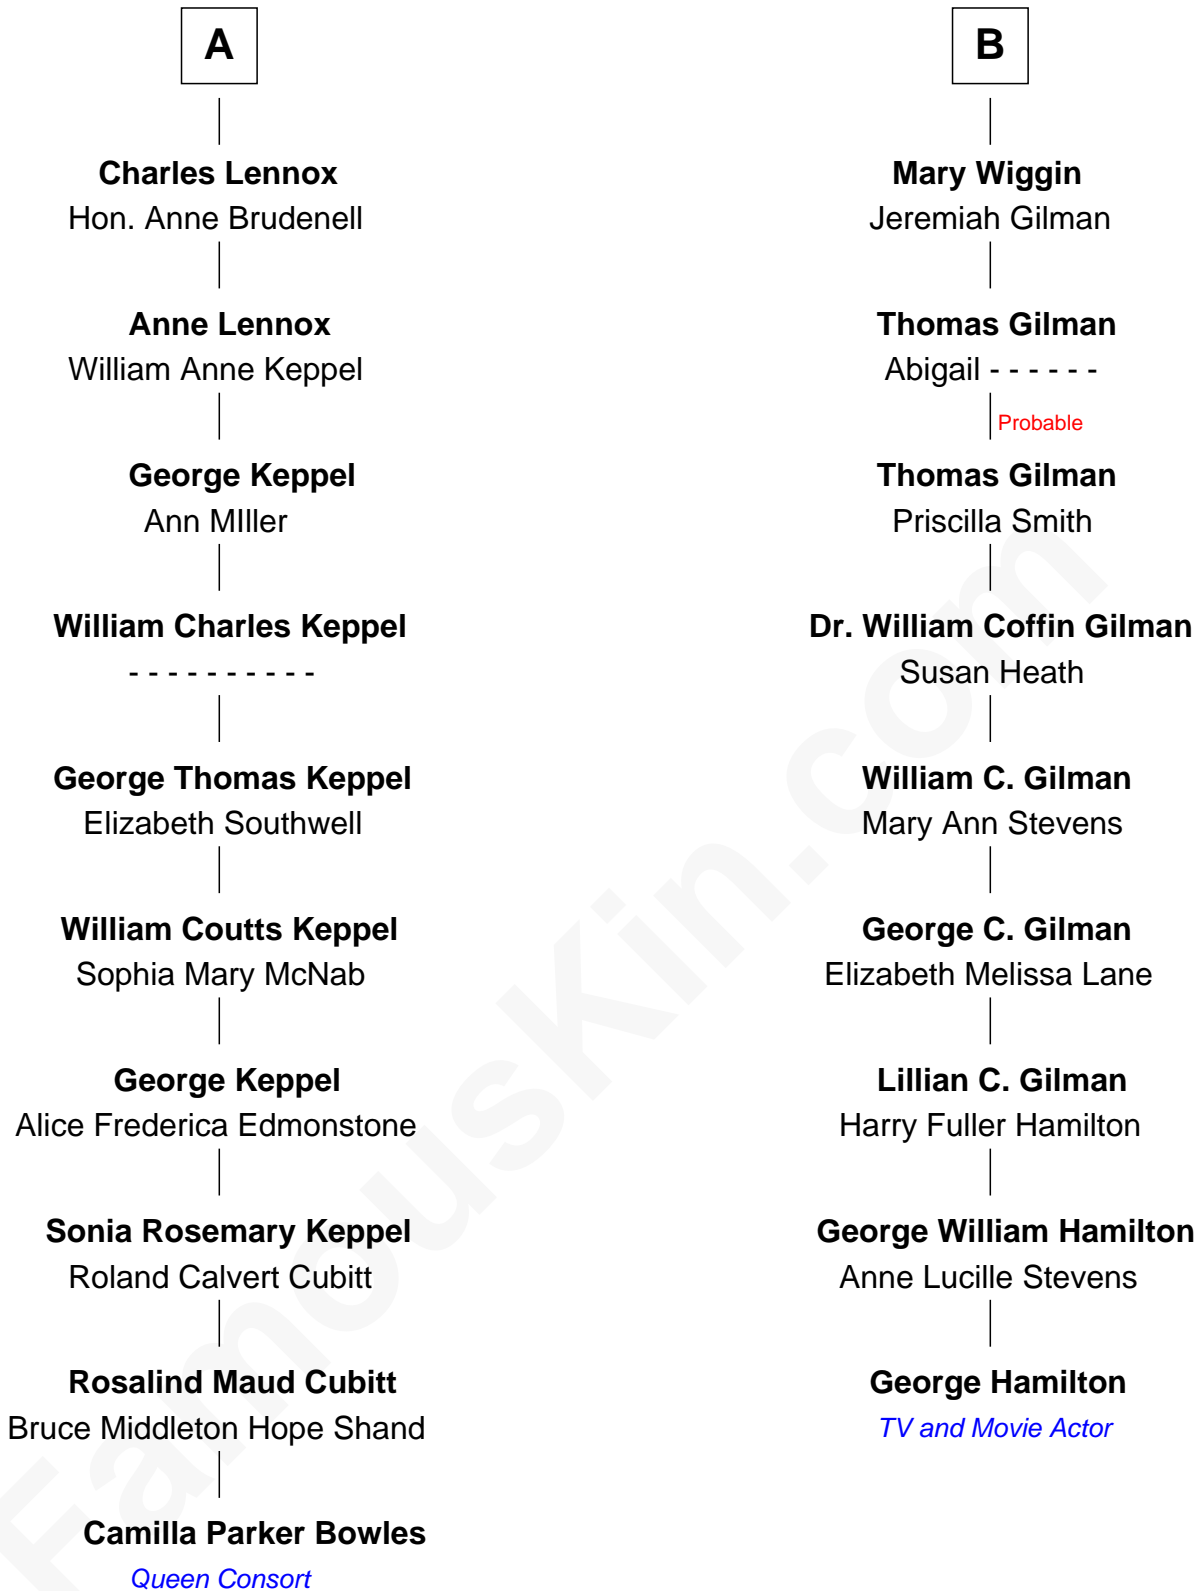 A
Charles Lennox
Hon. Anne Brudenell
Anne Lennox
William Anne Keppel
George Keppel
Ann MIller
William Charles Keppel
- - - - - - - - - -
George Thomas Keppel
Elizabeth Southwell
William Coutts Keppel
Sophia Mary McNab
George Keppel
Alice Frederica Edmonstone
Sonia Rosemary Keppel
Roland Calvert Cubitt
Rosalind Maud Cubitt
Bruce Middleton Hope Shand
Camilla Parker Bowles
Queen Consort
B
Mary Wiggin
Jeremiah Gilman
Thomas Gilman
Abigail - - - - - -
Probable
Thomas Gilman
Priscilla Smith
Dr. William Coffin Gilman
Susan Heath
William C. Gilman
Mary Ann Stevens
George C. Gilman
Elizabeth Melissa Lane
Lillian C. Gilman
Harry Fuller Hamilton
George William Hamilton
Anne Lucille Stevens
George Hamilton
TV and Movie Actor
FamousKin.com